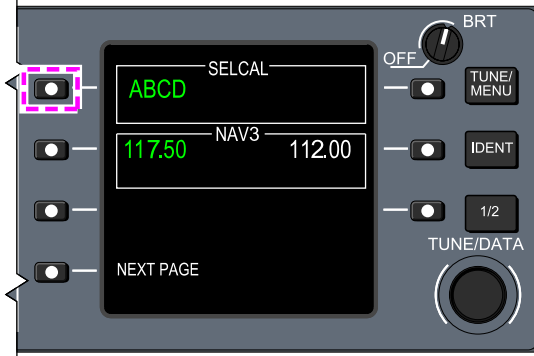 BRT
OFF
SELCAL
ABCD
TUNE/
MENU
NAV3
117.50 112.00
IDENT
1/2
TUNE/DATA
NEXT PAGE